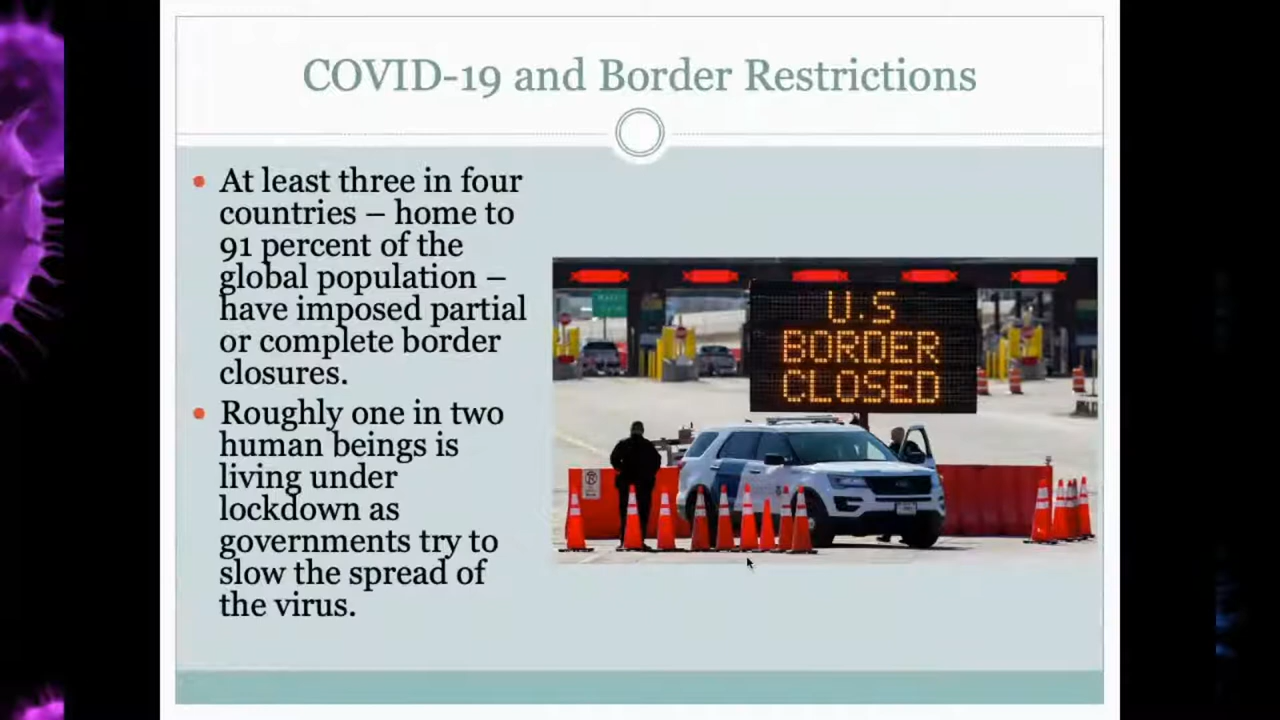 COVID-19 and Border Restrictions
At least three in four
countries – home to
91 percent of the
global population –
have imposed partial
or complete border
closures.
Roughly one in two
human beings is
living under
lockdown as
governments try to
slow the spread of
the virus.
U.S
BORDER
CLOSED